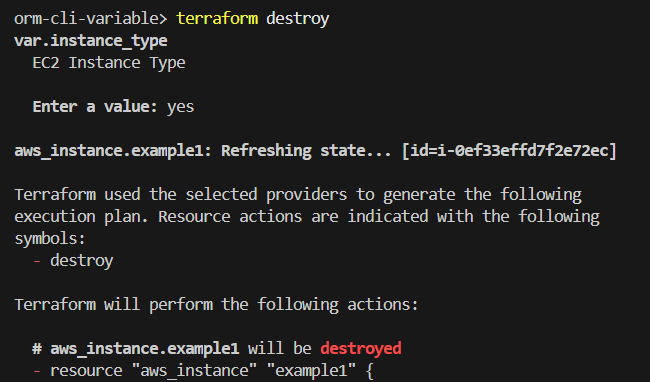 orm-cli-variable> terraform destroy
var.instance_type
  EC2 Instance Type

  Enter a value: yes

aws_instance.example1: Refreshing state... [id=i-0ef33effd7f2e72ec]

Terraform used the selected providers to generate the following
execution plan. Resource actions are indicated with the following
symbols:
  - destroy

Terraform will perform the following actions:

  # aws_instance.example1 will be destroyed
  - resource "aws_instance" "example1" {